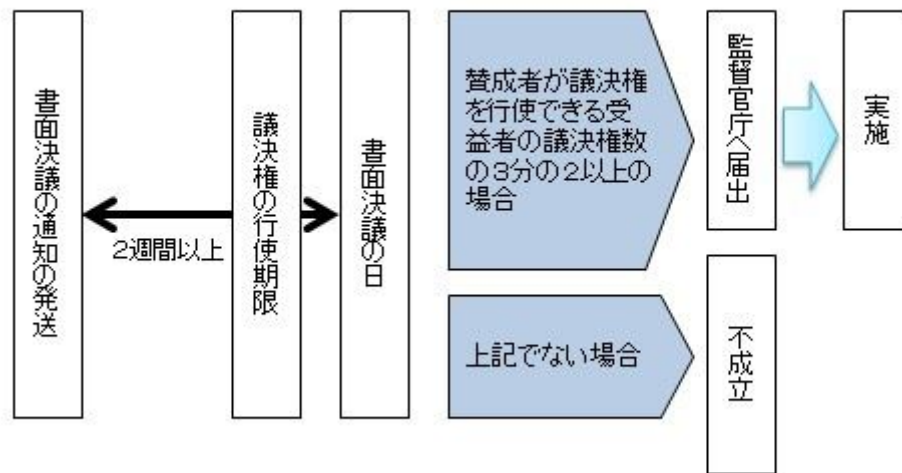 書面決議の通知の発送
2週間以上
議決権の行使期限
書面決議の日
賛成者が議決権
を行使できる受
益者の議決権数
の3分の2以上の
場合
監督官庁へ届出
実施
上記でない場合
不成立